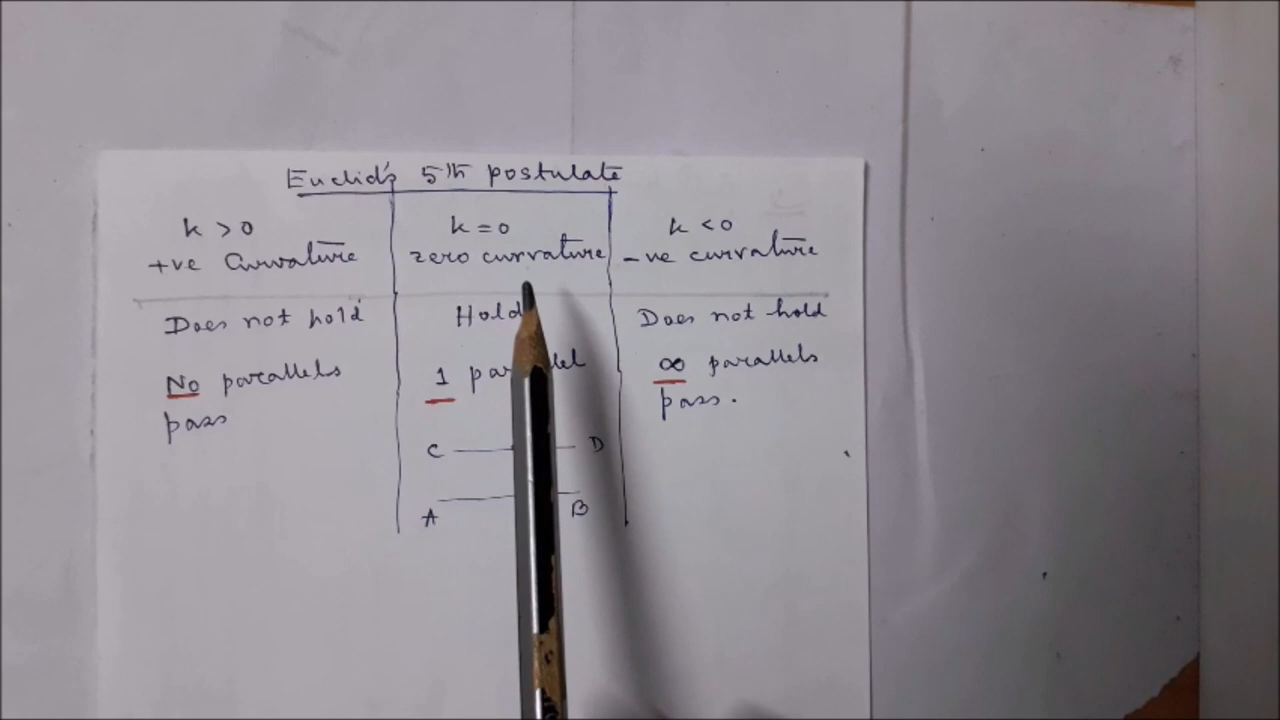 Euclid's 5th postulate
k > 0
+ve Curvature
Does not hold
No parallels
pass
k = 0
zero curvature
Hold
1
C D
A B
k < 0
-ve curvature
Does not hold
∞ parallels
pass.